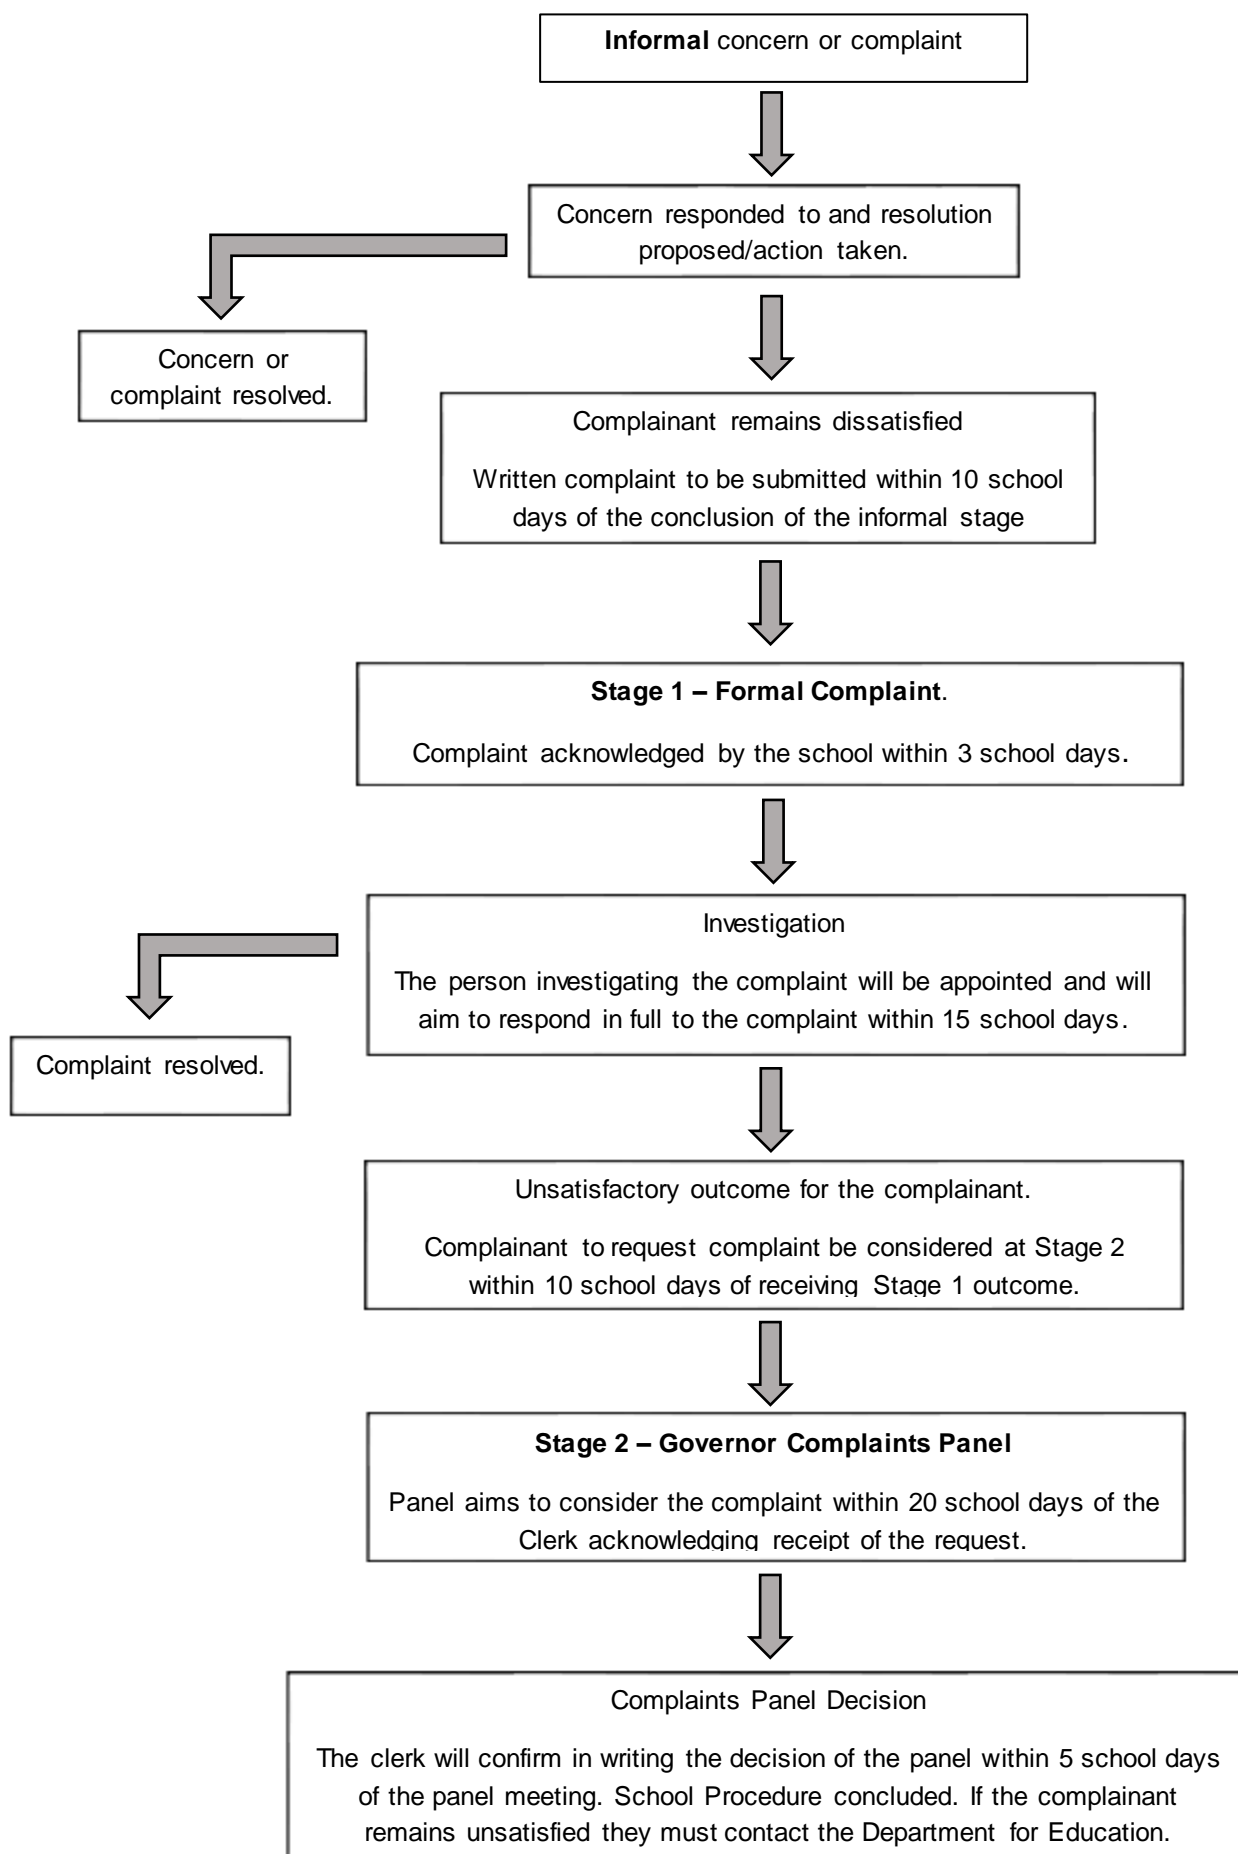 Informal concern or complaint
Concern responded to and resolution
proposed/action taken.
Concern or
complaint resolved.
Complainant remains dissatisfied
Written complaint to be submitted within 10 school
days of the conclusion of the informal stage
Stage 1 – Formal Complaint.
Complaint acknowledged by the school within 3 school days.
Investigation
The person investigating the complaint will be appointed and will
aim to respond in full to the complaint within 15 school days.
Complaint resolved.
Unsatisfactory outcome for the complainant.
Complainant to request complaint be considered at Stage 2
within 10 school days of receiving Stage 1 outcome.
Stage 2 – Governor Complaints Panel
Panel aims to consider the complaint within 20 school days of the
Clerk acknowledging receipt of the request.
Complaints Panel Decision
The clerk will confirm in writing the decision of the panel within 5 school days
of the panel meeting. School Procedure concluded. If the complainant
remains unsatisfied they must contact the Department for Education.